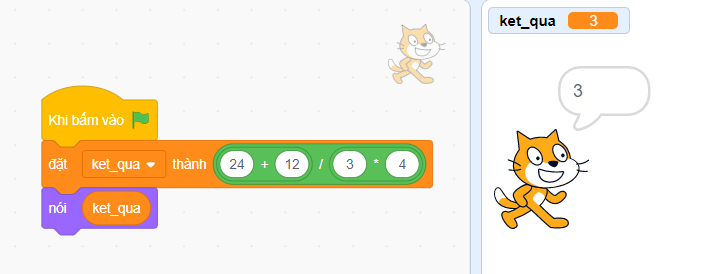 ket_qua 3
3
Khi bấm vào
đặt ket_qua thành 24 + 12 / 3 * 4
nói ket_qua